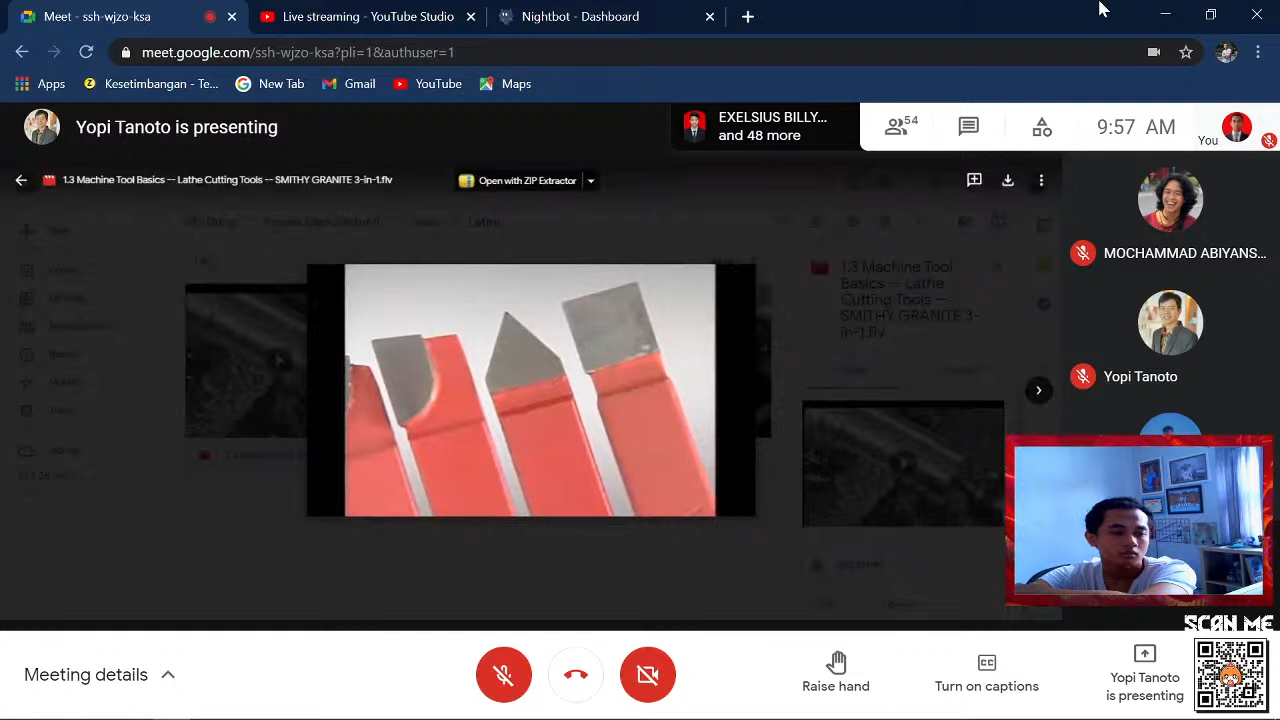 Meet - ssh-wjzo-ksa
Live streaming - YouTube Studio
Nightbot - Dashboard
meet.google.com/ssh-wjzo-ksa?pli=1&authuser=1
Apps
Kesetimbangan - Te...
New Tab
Gmail
YouTube
Maps
Yopi Tanoto is presenting
EXELSIUS BILLY...
and 48 more
54
9:57 AM
You
1.3 Machine Tool Basics -- Lathe Cutting Tools -- SMITHY GRANITE 3-in-1.flv
Open with ZIP Extractor
Lathe
1.3 Machine Tool
Basics -- Lathe
Cutting Tools --
SMITHY GRANITE 3-
in-1.flv
MOCHAMMAD ABIYANS...
Yopi Tanoto
SCAN ME
Meeting details
Raise hand
Turn on captions
Yopi Tanoto
is presenting